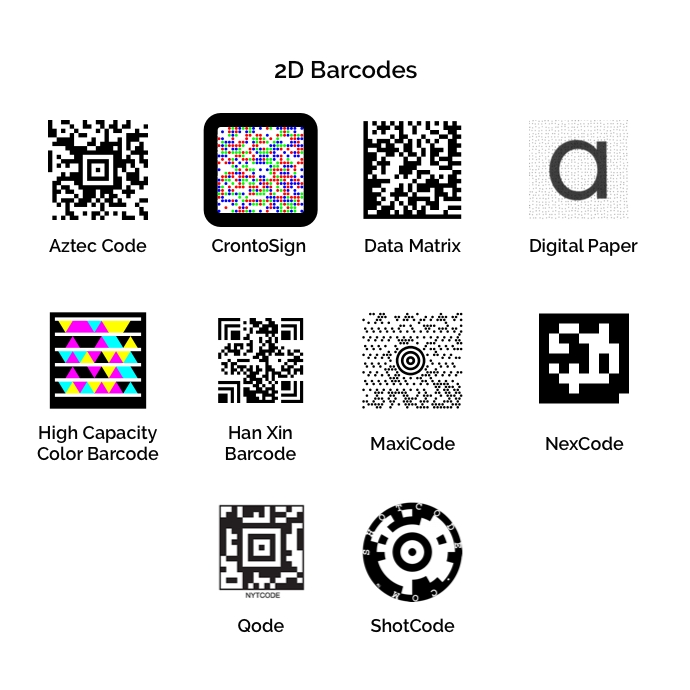 2D Barcodes
Aztec Code
CrontoSign
Data Matrix
a
Digital Paper
High Capacity
Color Barcode
Han Xin
Barcode
MaxiCode
NexCode
NYTCODE
Qode
SHOTCODE
.COM.
ShotCode